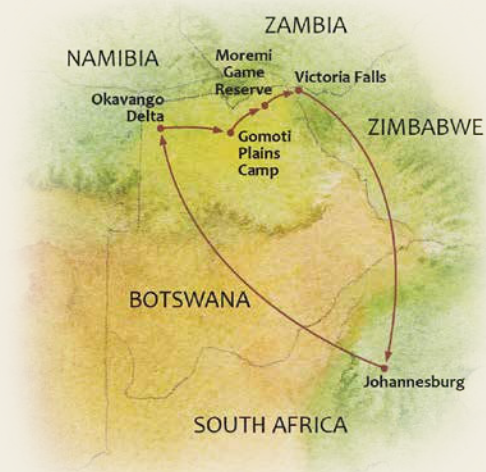 ZAMBIA
NAMIBIA
Moremi
Game
Reserve
Victoria Falls
Okavango
Delta
ZIMBABWE
Gomoti
Plains
Camp
BOTSWANA
Johannesburg
SOUTH AFRICA